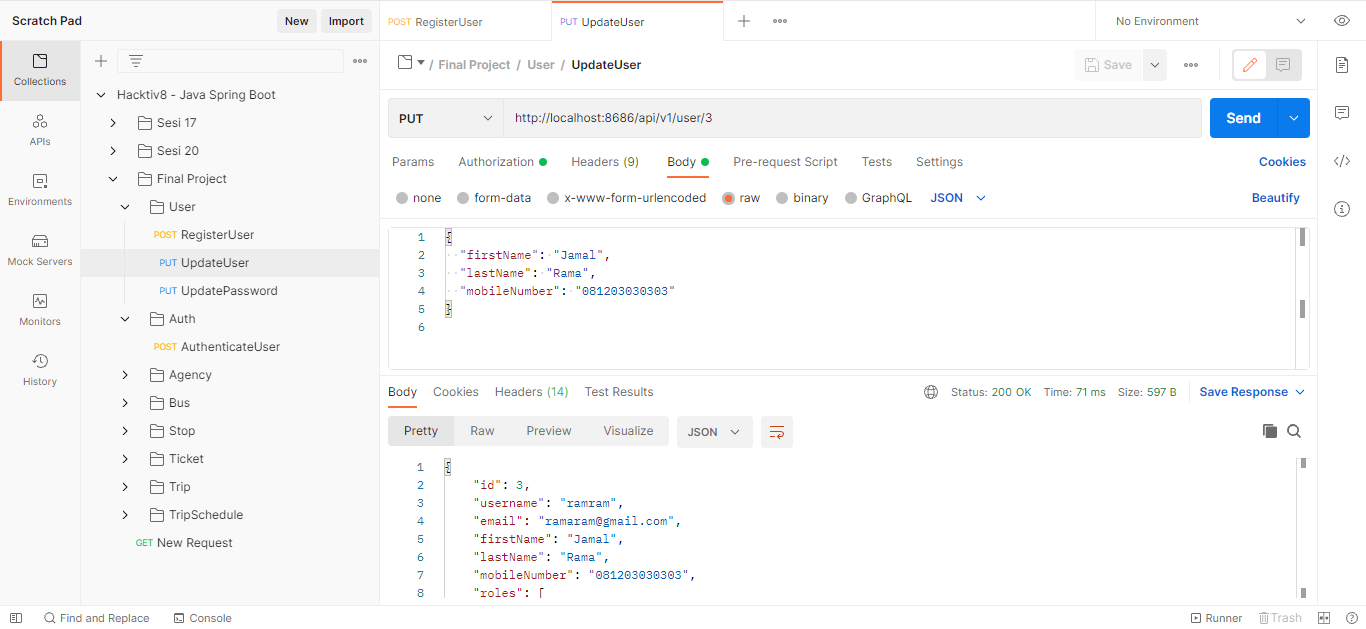 Scratch Pad
New
Import
POST RegisterUser
PUT UpdateUser
No Environment
Collections
APIs
Environments
Mock Servers
Monitors
History
Hacktiv8 - Java Spring Boot
Sesi 17
Sesi 20
Final Project
User
POST RegisterUser
PUT UpdateUser
PUT UpdatePassword
Auth
POST AuthenticateUser
Agency
Bus
Stop
Ticket
Trip
TripSchedule
GET New Request
/ Final Project / User / UpdateUser
Save
PUT
http://localhost:8686/api/v1/user/3
Send
Params Authorization Headers (9) Body Pre-request Script Tests Settings
Cookies
none form-data x-www-form-urlencoded raw binary GraphQL JSON
Beautify
1 {
2 "firstName": "Jamal",
3 "lastName": "Rama",
4 "mobileNumber": "081203030303"
5 }
6
Body Cookies Headers (14) Test Results
Status: 200 OK Time: 71 ms Size: 597 B
Save Response
Pretty Raw Preview Visualize JSON
1 {
2 "id": 3,
3 "username": "ramram",
4 "email": "ramaram@gmail.com",
5 "firstName": "Jamal",
6 "lastName": "Rama",
7 "mobileNumber": "081203030303",
8 "roles": [
Find and Replace
Console
Runner
Trash